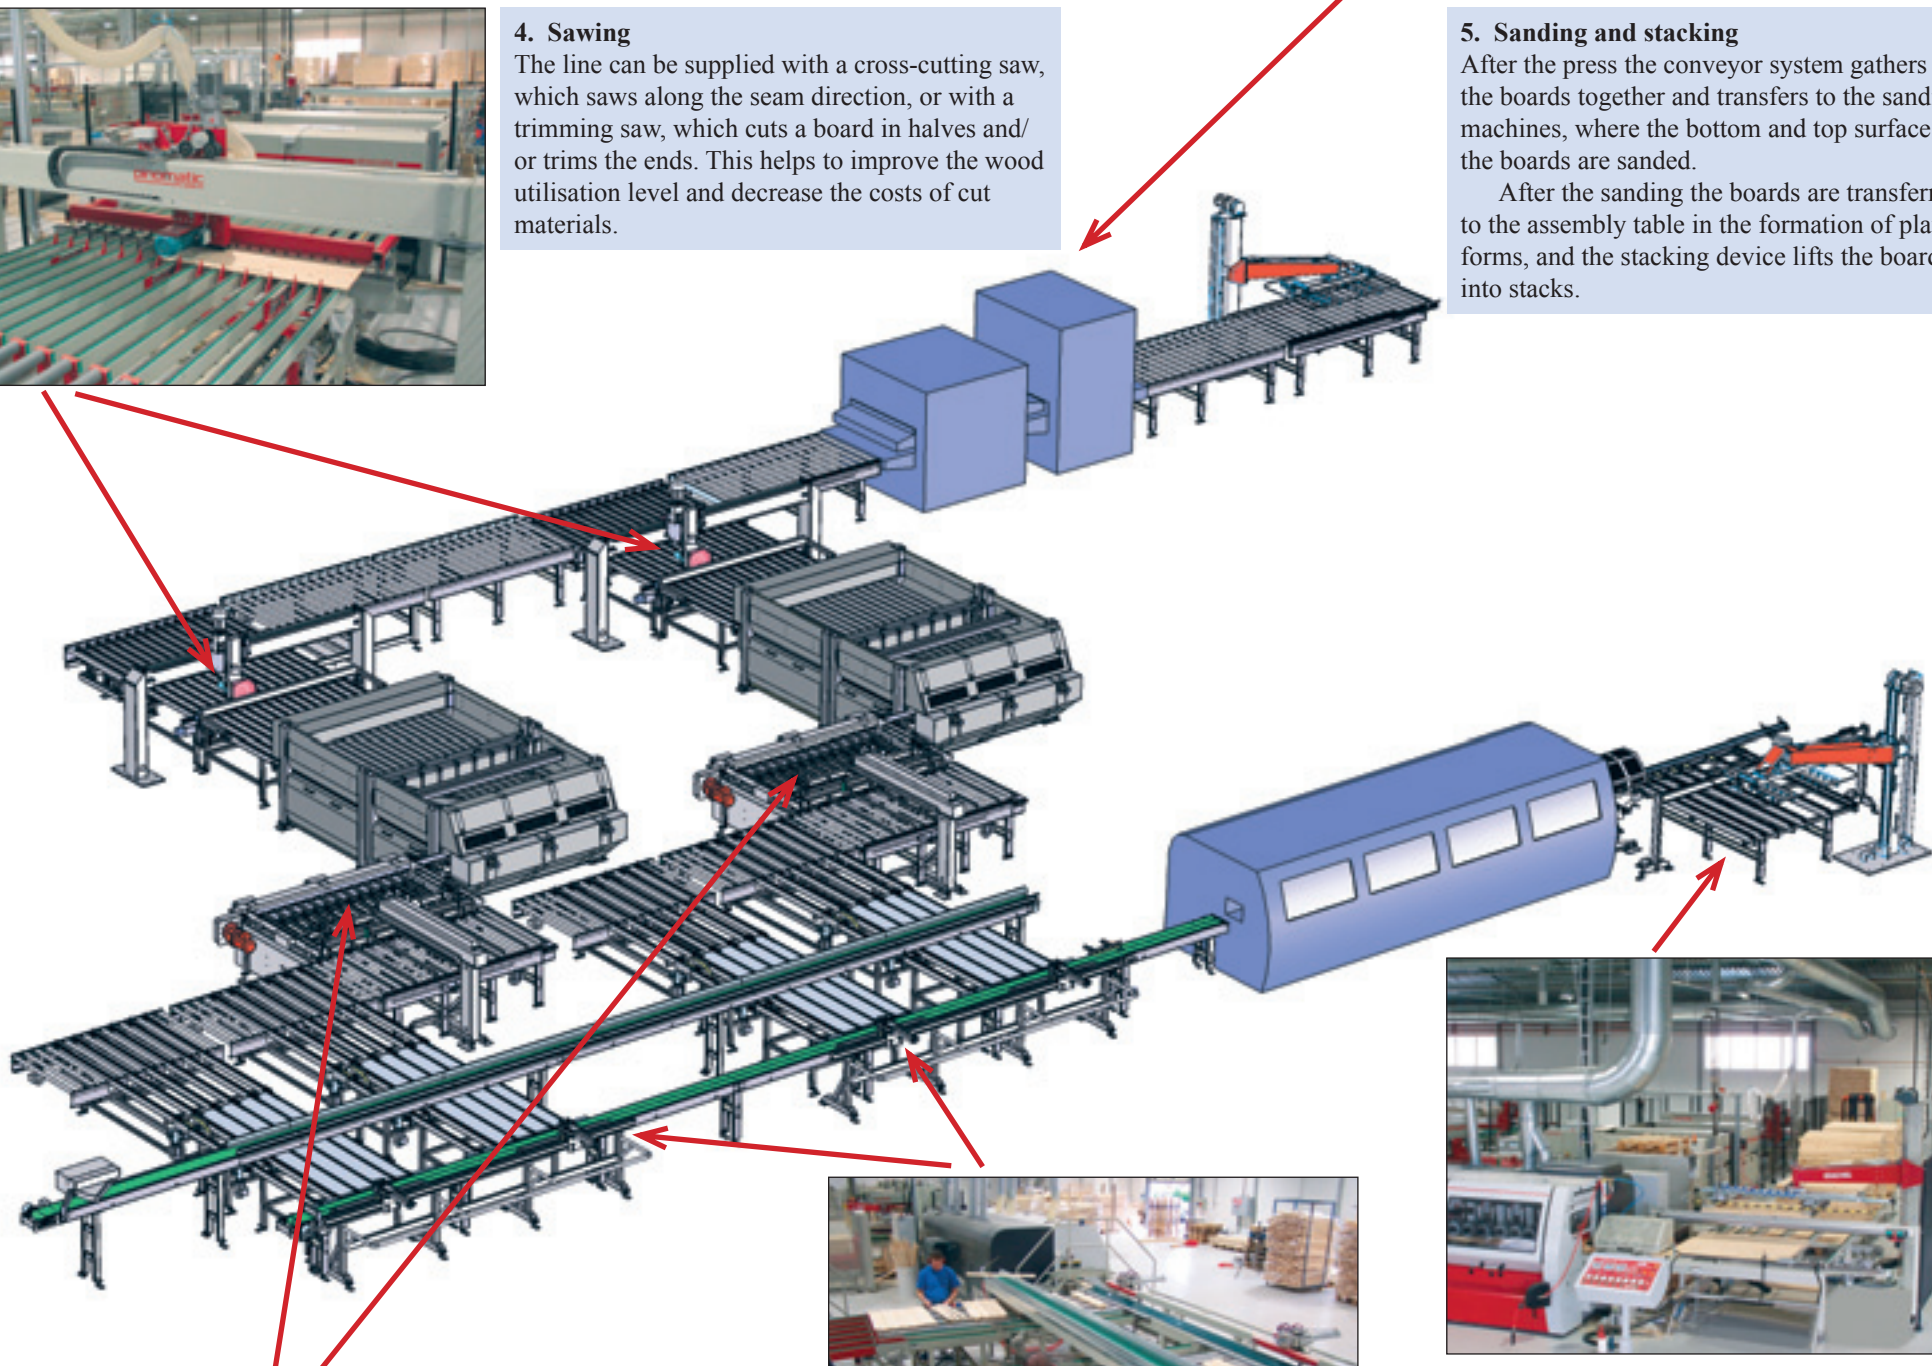 4. Sawing
The line can be supplied with a cross-cutting saw,
which saws along the seam direction, or with a
trimming saw, which cuts a board in halves and/
or trims the ends. This helps to improve the wood
utilisation level and decrease the costs of cut
materials.
5. Sanding and stacking
After the press the conveyor system gathers
the boards together and transfers to the sand
machines, where the bottom and top surface
the boards are sanded.
After the sanding the boards are transfer
to the assembly table in the formation of pla
forms, and the stacking device lifts the board
into stacks.